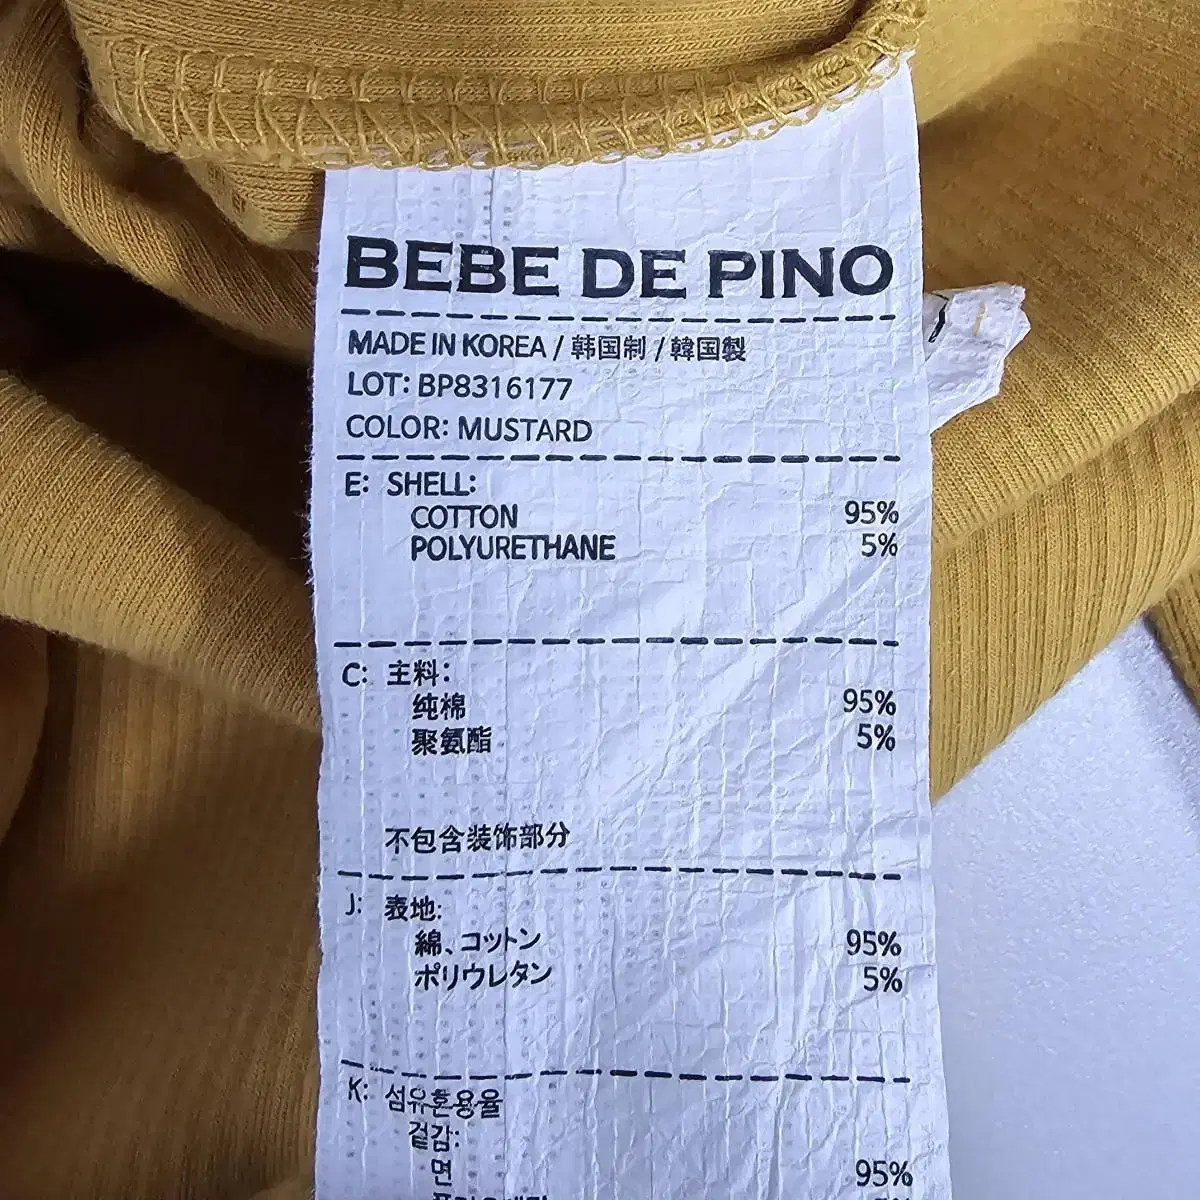 BEBE DE PINO
MADE IN KOREA / 韩国制 / 韓国製
LOT: BP8316177
COLOR: MUSTARD
E: SHELL:
COTTON 95%
POLYURETHANE 5%
C: 主料:
纯棉 95%
聚氨酯 5%
不包含装饰部分
J: 表地:
綿、コットン 95%
ポリウレタン 5%
K: 섬유혼용율
겉감:
면 95%